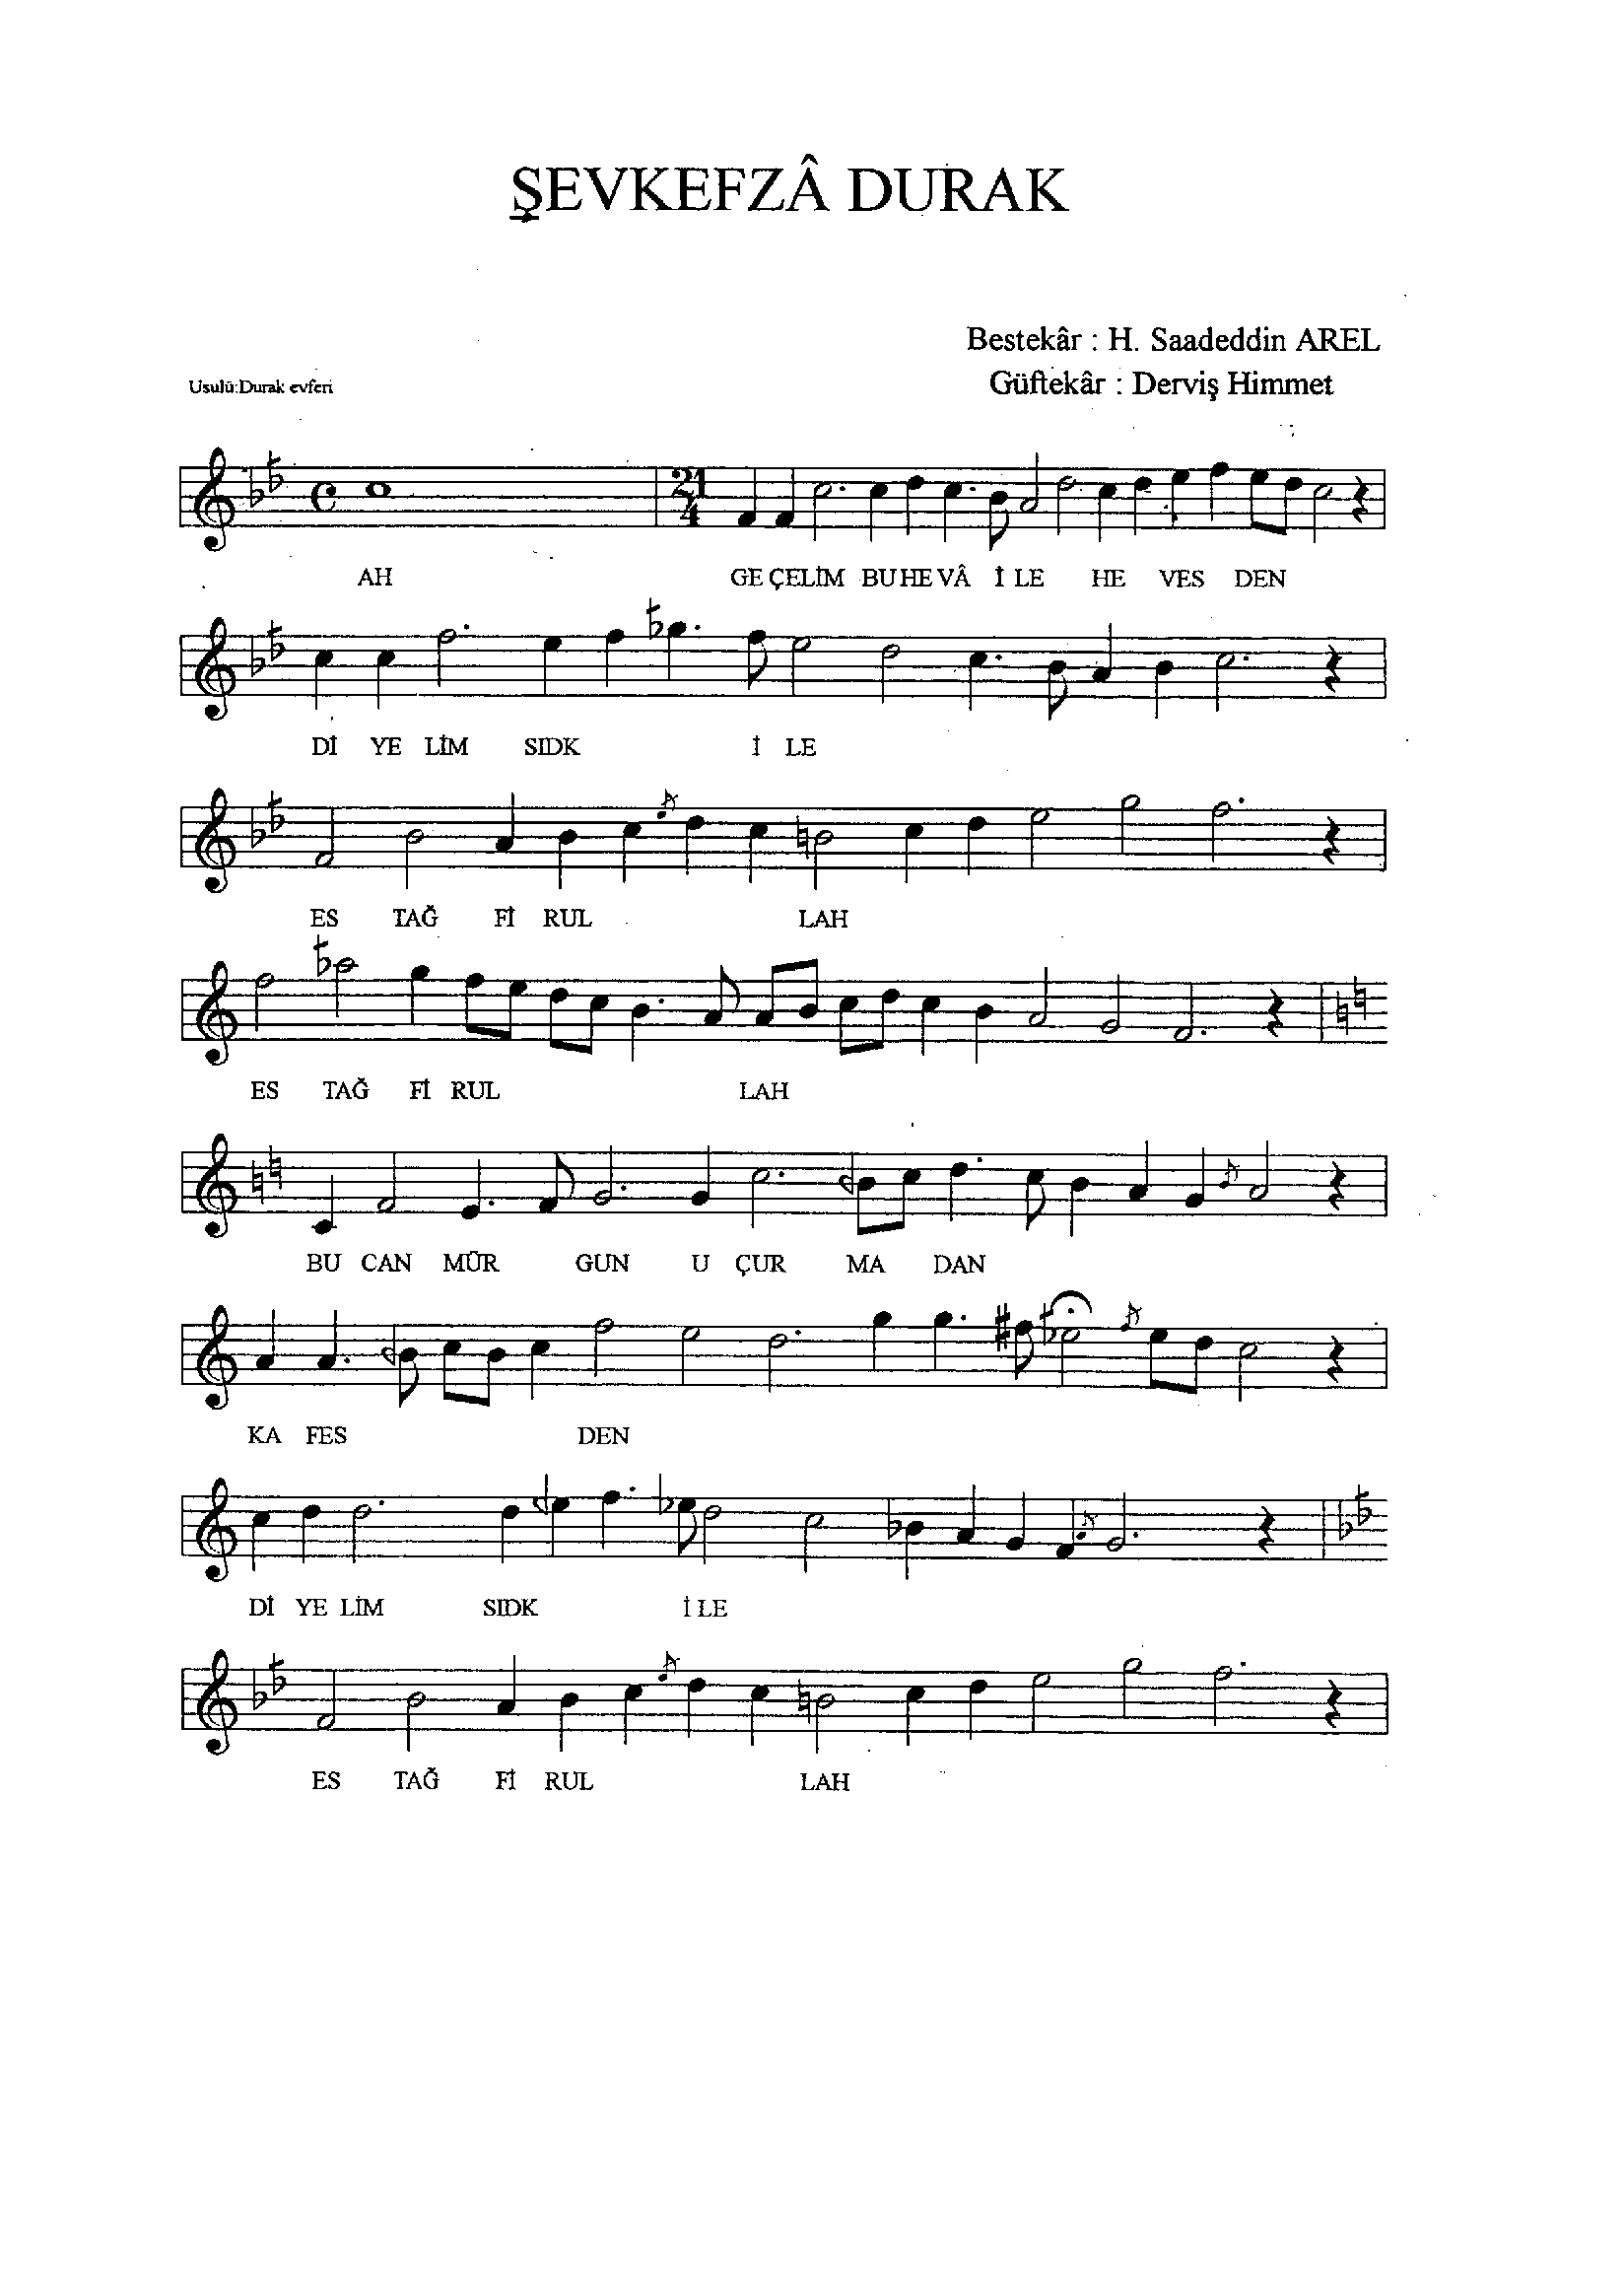 ŞEVKEFZÂ DURAK
Bestekâr : H. Saadeddin AREL
Usulü:Durak evferi
Güftekâr : Derviş Himmet
21
4
AH GE ÇELİM BU HE VÂ İ LE HE VES DEN
Dİ YE LİM SIDK İ LE
ES TAĞ Fİ RUL LAH
ES TAĞ Fİ RUL LAH
BU CAN MÜR GUN U ÇUR MA DAN
KA FES DEN
Dİ YE LİM SIDK İ LE
ES TAĞ Fİ RUL LAH